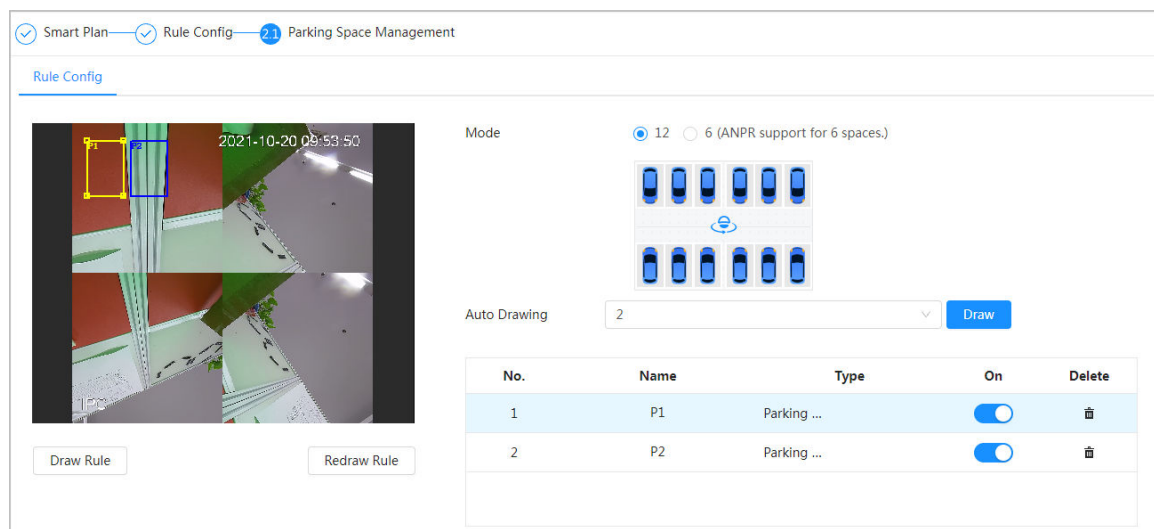 Smart Plan Rule Config 2.1 Parking Space Management
Rule Config
P1 P2 2021-10-20 09:53:50
IPC
Draw Rule Redraw Rule
Mode 12 6 (ANPR support for 6 spaces.)
Auto Drawing 2 Draw
No. Name Type On Delete
1 P1 Parking ...
2 P2 Parking ...